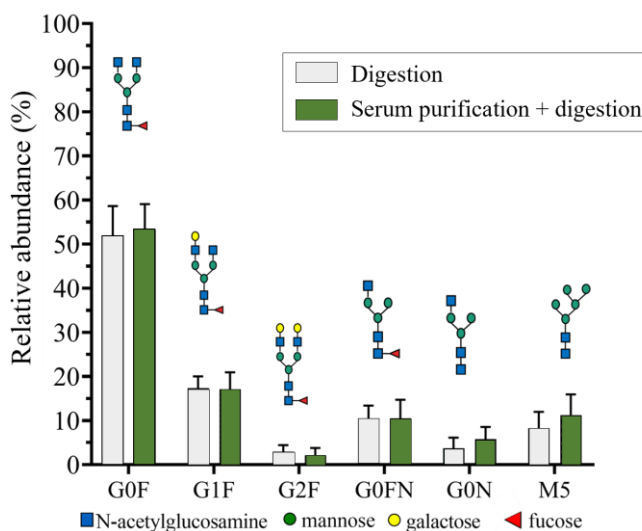 Relative abundance (%)
100
90
80
70
60
50
40
30
20
10
0
Digestion
Serum purification + digestion
G0F G1F G2F G0FN G0N M5
N-acetylglucosamine mannose galactose fucose